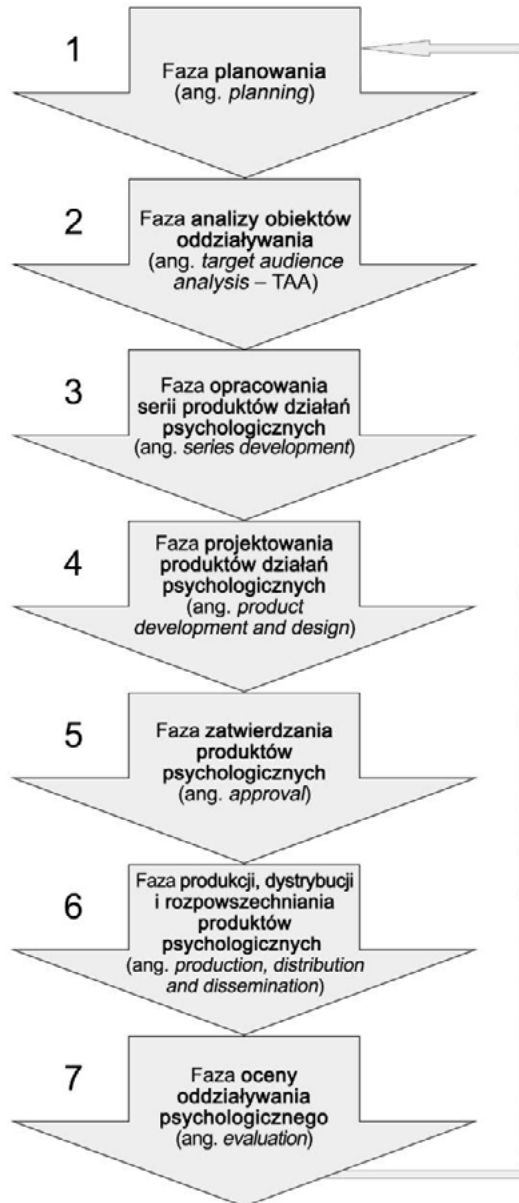 1
Faza planowania
(ang. planning)
2
Faza analizy obiektów
oddziaływania
(ang. target audience
analysis – TAA)
3
Faza opracowania
serii produktów działań
psychologicznych
(ang. series development)
4
Faza projektowania
produktów działań
psychologicznych
(ang. product
development and design)
5
Faza zatwierdzania
produktów
psychologicznych
(ang. approval)
6
Faza produkcji, dystrybucji
i rozpowszechniania
produktów
psychologicznych
(ang. production, distribution
and dissemination)
7
Faza oceny
oddziaływania
psychologicznego
(ang. evaluation)